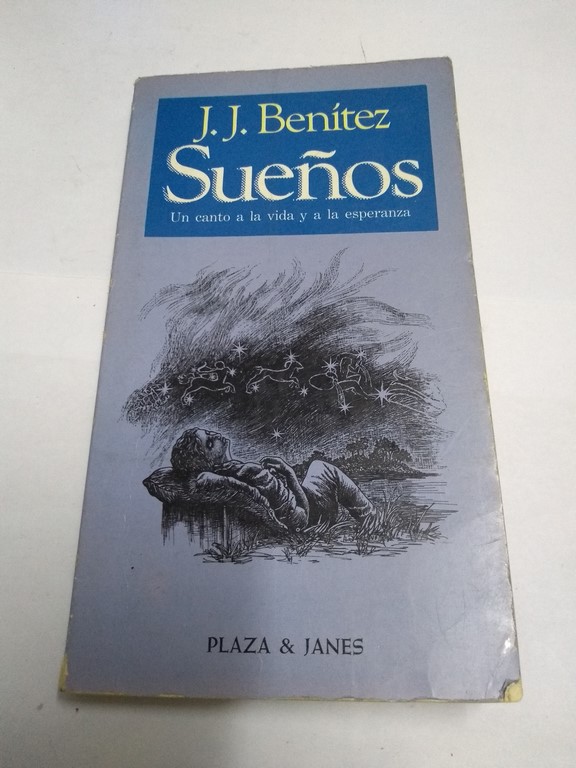 J. J. Benítez
Sueños
Un canto a la vida y a la esperanza
PLAZA & JANES